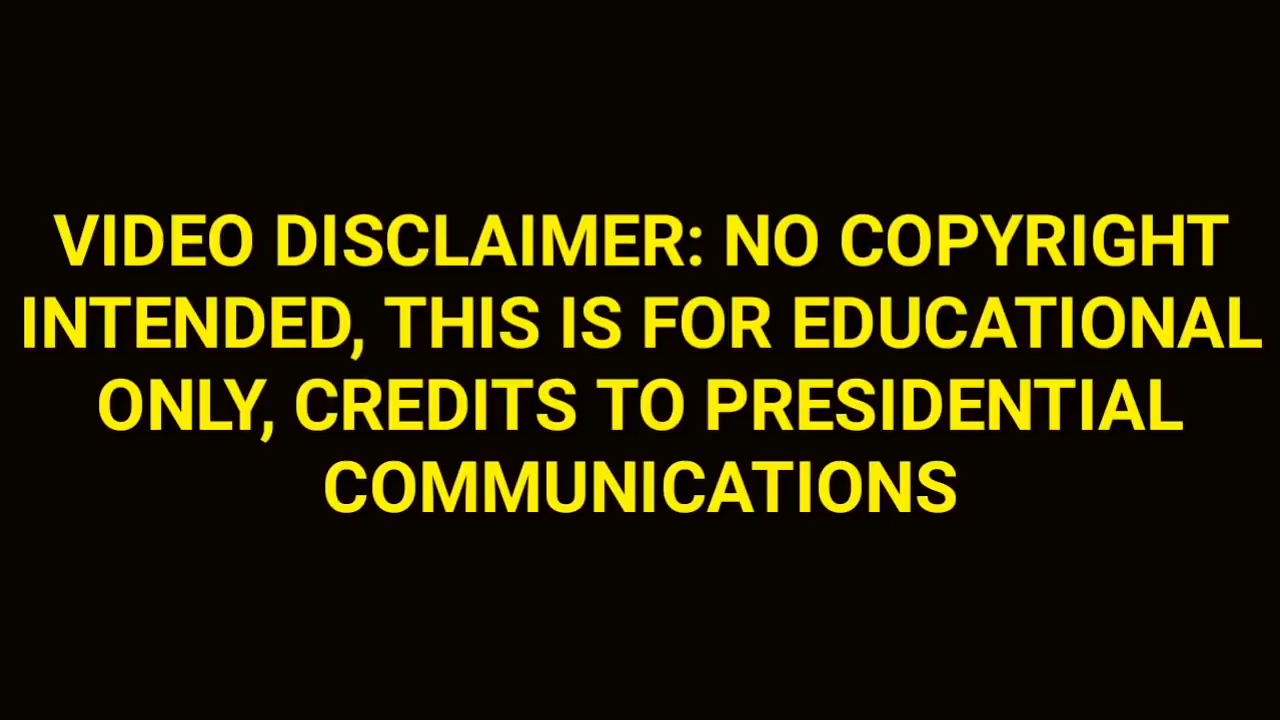 VIDEO DISCLAIMER: NO COPYRIGHT
INTENDED, THIS IS FOR EDUCATIONAL
ONLY, CREDITS TO PRESIDENTIAL
COMMUNICATIONS